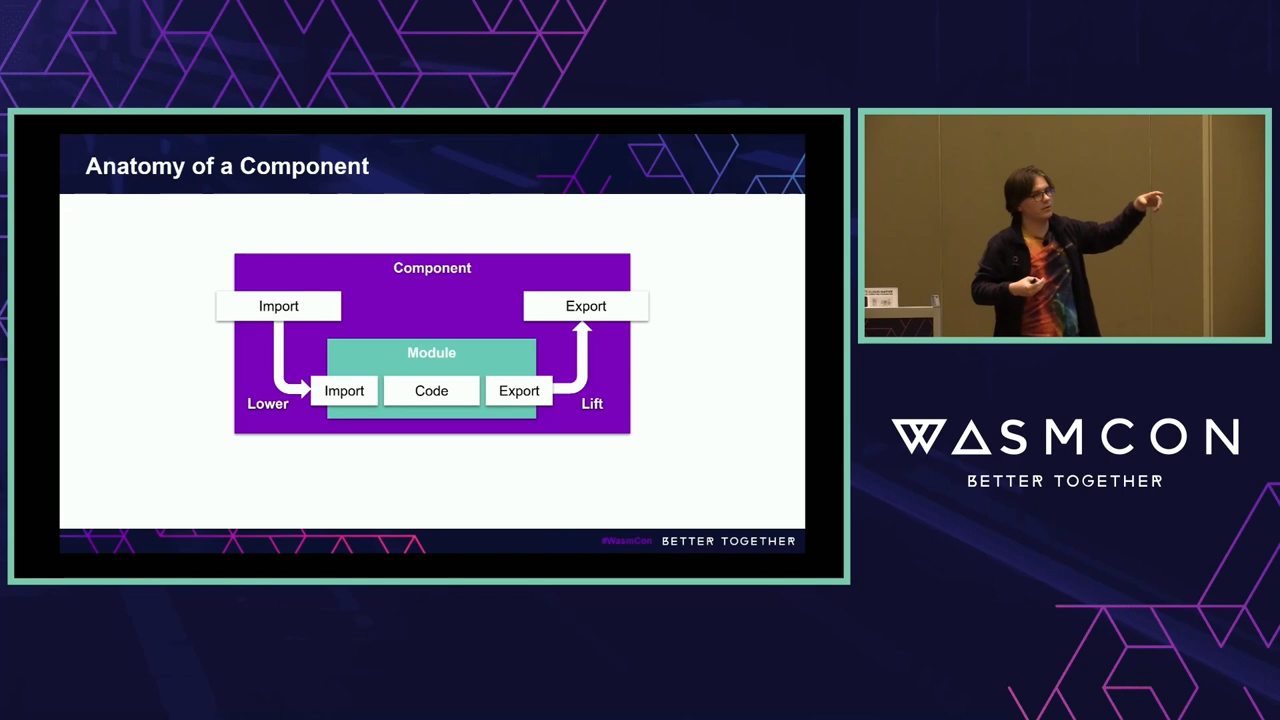 Anatomy of a Component
Component
Import
Export
Module
Import
Code
Export
Lower
Lift
#WasmCon
BETTER TOGETHER
WASMCON
BETTER TOGETHER